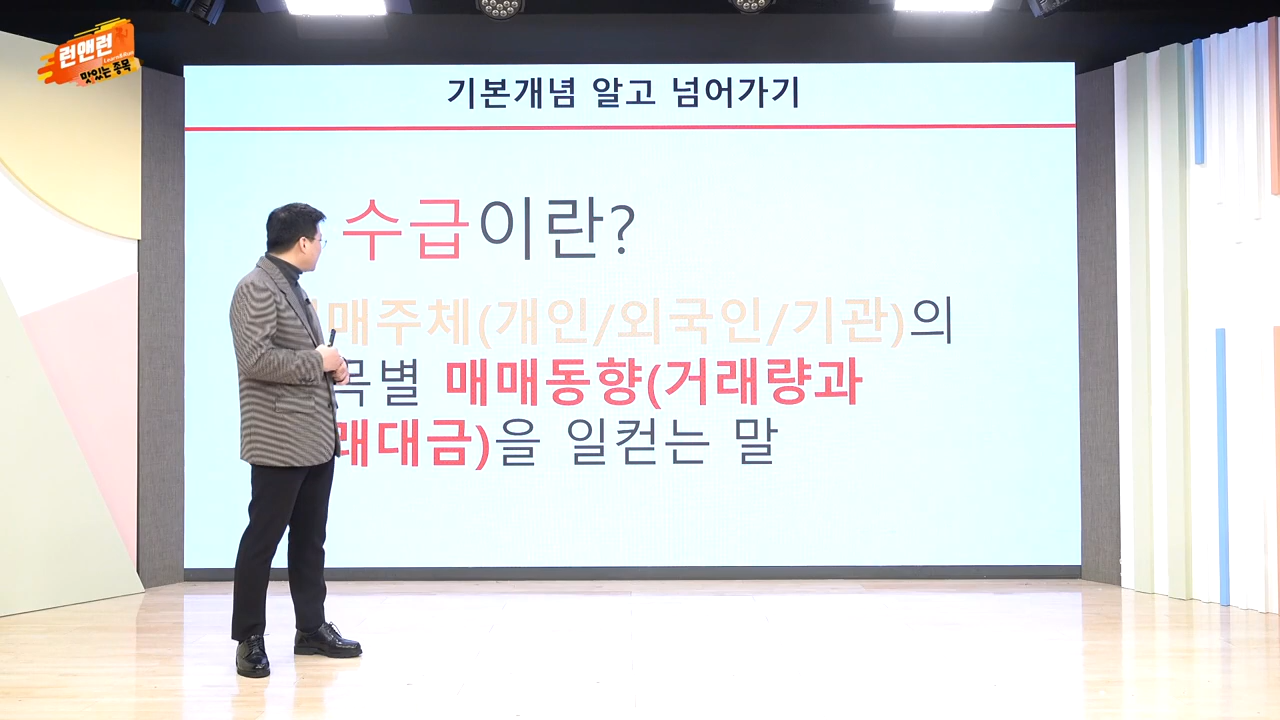 런앤런
Learn&Run
맛있는 종목
기본개념 알고 넘어가기
수급이란?
매주체(개인/외국인/기관)의
목별 매매동향(거래량과
래대금)을 일컫는 말